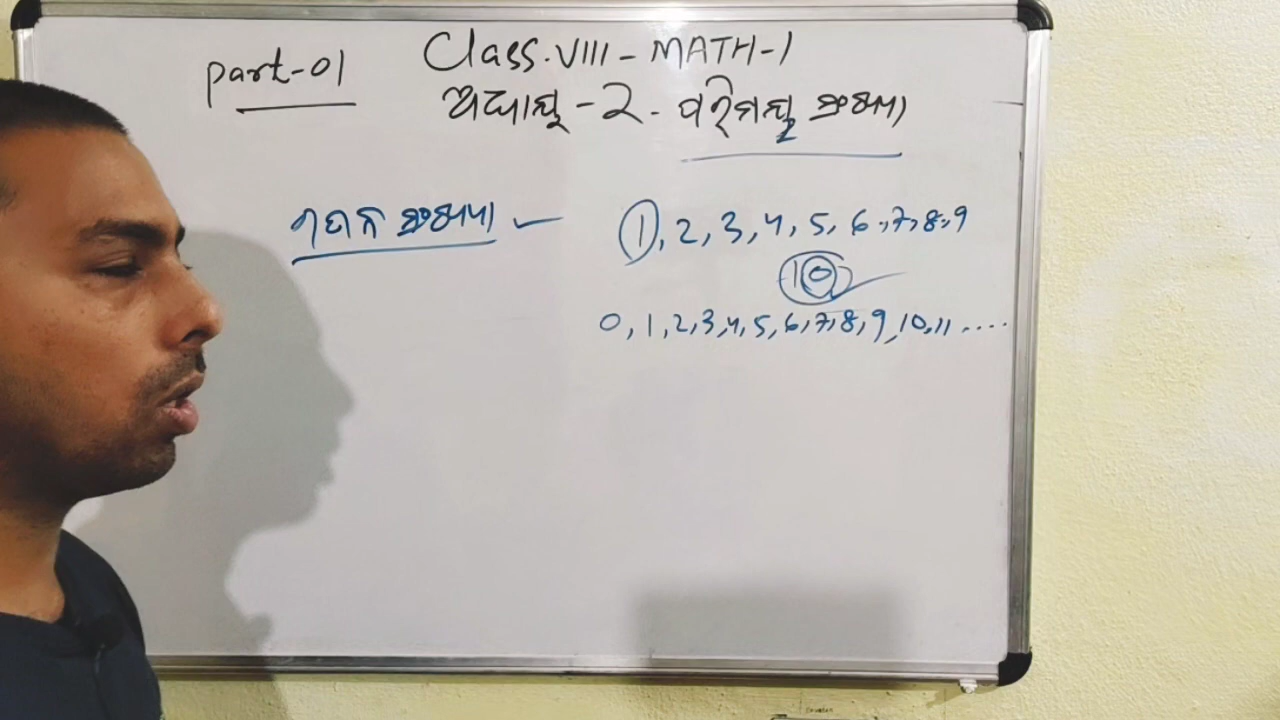 part-01
Class.VIII - MATH-1
ଅଧ୍ୟାୟ - ୨. ପରିମେୟ ସଂଖ୍ୟା
ଗଣନ ସଂଖ୍ୟା
1, 2, 3, 4, 5, 6, 7, 8, 9
10
0, 1, 2, 3, 4, 5, 6, 7, 8, 9, 10, 11 ....